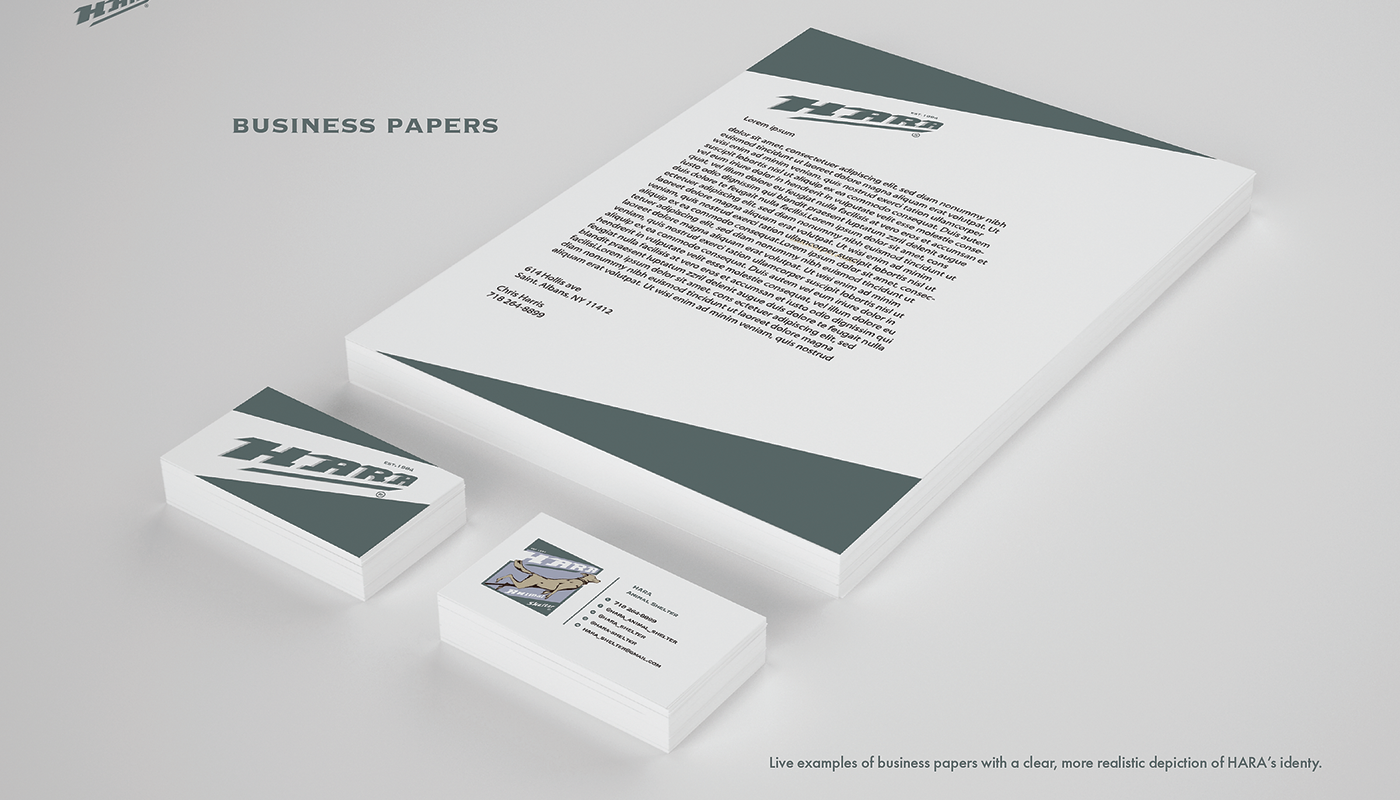 HARA
BUSINESS PAPERS
EST.1994
HARA
®
Lorem ipsum
dolor sit amet, consectetuer adipiscing elit, sed diam nonummy nibh
euismod tincidunt ut laoreet dolore magna aliquam erat volutpat. Ut
wisi enim ad minim veniam, quis nostrud exerci tation ullamcorper
suscipit lobortis nisl ut aliquip ex ea commodo consequat. Duis autem
vel eum iriure dolor in hendrerit in vulputate velit esse molestie conse-
quat, vel illum dolore eu feugiat nulla facilisis at vero eros et accumsan et
iusto odio dignissim qui blandit praesent luptatum zzril delenit augue
duis dolore te feugait nulla facilisi.Lorem ipsum dolor sit amet, cons
ectetuer adipiscing elit, sed diam nonummy nibh euismod tincidunt ut
laoreet dolore magna aliquam erat volutpat. Ut wisi enim ad minim
veniam, quis nostrud exerci tation ullamcorper suscipit lobortis nisl ut
aliquip ex ea commodo consequat.Lorem ipsum dolor sit amet, consec-
tetuer adipiscing elit, sed diam nonummy nibh euismod tincidunt ut
laoreet dolore magna aliquam erat volutpat. Ut wisi enim ad minim
veniam, quis nostrud exerci tation ullamcorper suscipit lobortis nisl ut
aliquip ex ea commodo consequat. Duis autem vel eum iriure dolor in
hendrerit in vulputate velit esse molestie consequat, vel illum dolore eu
feugiat nulla facilisis at vero eros et accumsan et iusto odio dignissim qui
blandit praesent luptatum zzril delenit augue duis dolore te feugait nulla
facilisi.Lorem ipsum dolor sit amet, cons ectetuer adipiscing elit, sed
diam nonummy nibh euismod tincidunt ut laoreet dolore magna
aliquam erat volutpat. Ut wisi enim ad minim veniam, quis nostrud
614 Hollis ave
Saint. Albans, NY 11412
Chris Harris
718 264-8899
EST.1994
HARA
®
HARA
Animal
Shelter
HARA
ANIMAL SHELTER
718 264-8899
@HARA_ANIMAL_SHELTER
@HARA_SHELTER
@HARA-SHELTER
HARA_SHELTER@GMAIL.COM
Live examples of business papers with a clear, more realistic depiction of HARA's identy.